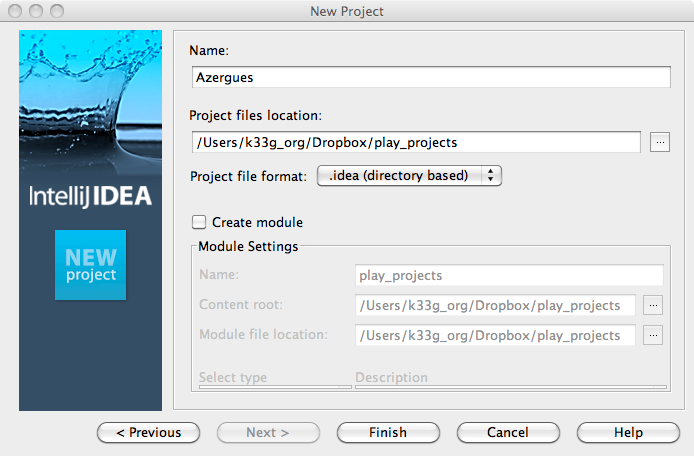 New Project
IntelliJ IDEA
NEW
project
Name:
Azergues
Project files location:
/Users/k33g_org/Dropbox/play_projects
...
Project file format: .idea (directory based)
Create module
Module Settings
Name: play_projects
Content root: /Users/k33g_org/Dropbox/play_projects ...
Module file location: /Users/k33g_org/Dropbox/play_projects ...
Select type Description
< Previous Next > Finish Cancel Help